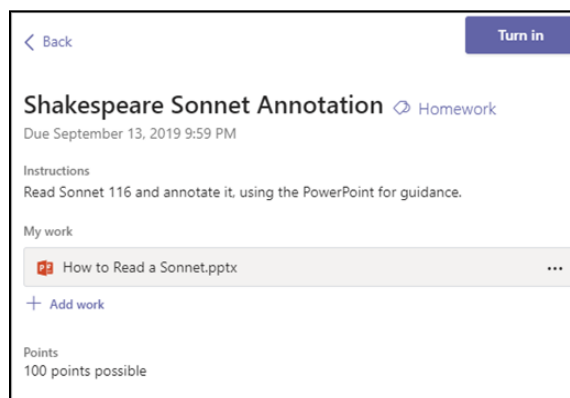 Back
Turn in
Shakespeare Sonnet Annotation Homework
Due September 13, 2019 9:59 PM
Instructions
Read Sonnet 116 and annotate it, using the PowerPoint for guidance.
My work
How to Read a Sonnet.pptx
+ Add work
Points
100 points possible